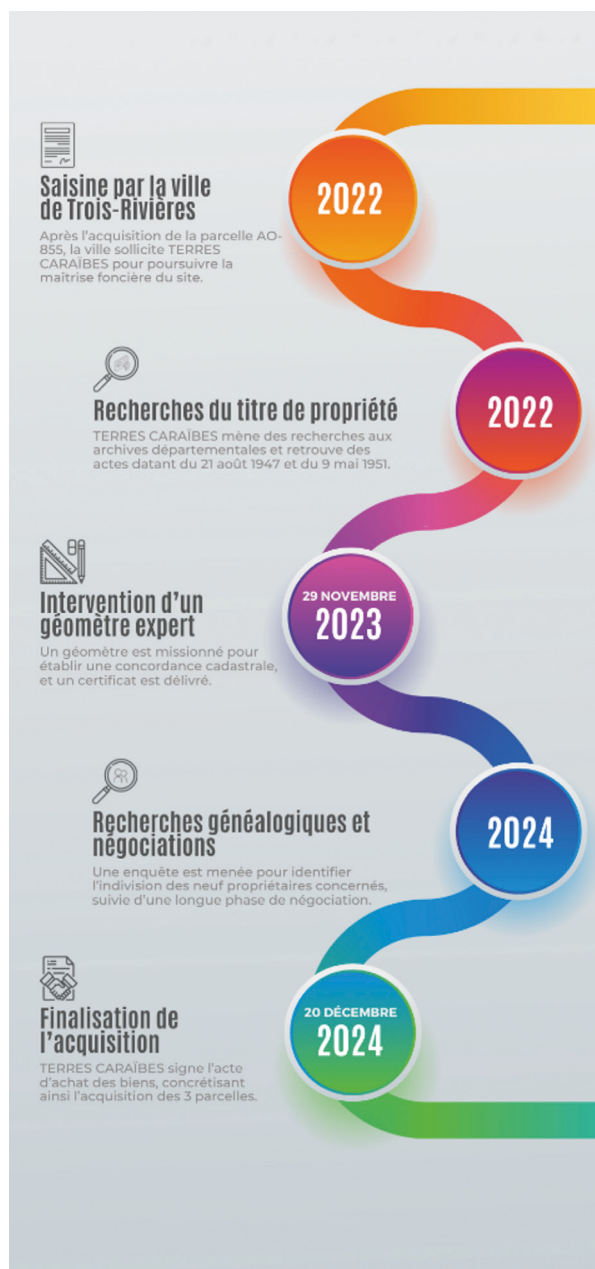 Saisine par la ville
de Trois-Rivières
Après l'acquisition de la parcelle AO-
855, la ville sollicite TERRES
CARAÏBES pour poursuivre la
maîtrise foncière du site.
2022
Recherches du titre de propriété
TERRES CARAÏBES mène des recherches aux
archives départementales et retrouve des
actes datant du 21 août 1947 et du 9 mai 1951.
2022
Intervention d'un
géomètre expert
Un géomètre est missionné pour
établir une concordance cadastrale,
et un certificat est délivré.
29 NOVEMBRE
2023
Recherches généalogiques et
négociations
Une enquête est menée pour identifier
l'indivision des neuf propriétaires concernés,
suivie d'une longue phase de négociation.
2024
Finalisation de
l'acquisition
TERRES CARAÏBES signe l'acte
d'achat des biens, concrétisant
ainsi l'acquisition des 3 parcelles.
20 DÉCEMBRE
2024